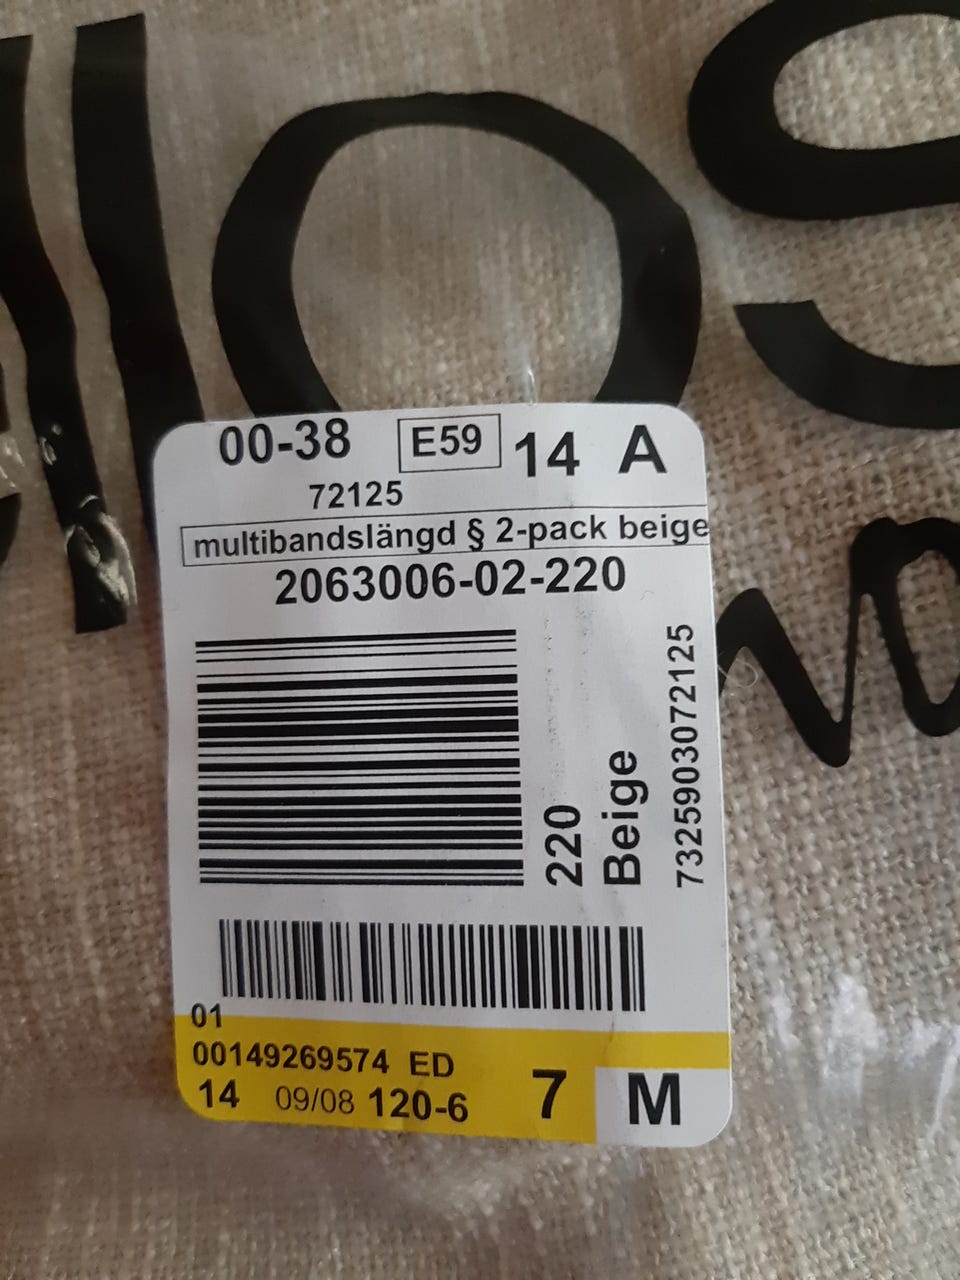 llos
00-38 E59 14 A
72125
multibandslängd § 2-pack beige
2063006-02-220
220
Beige
7325903072125
01
00149269574 ED
14 09/08 120-6 7 M